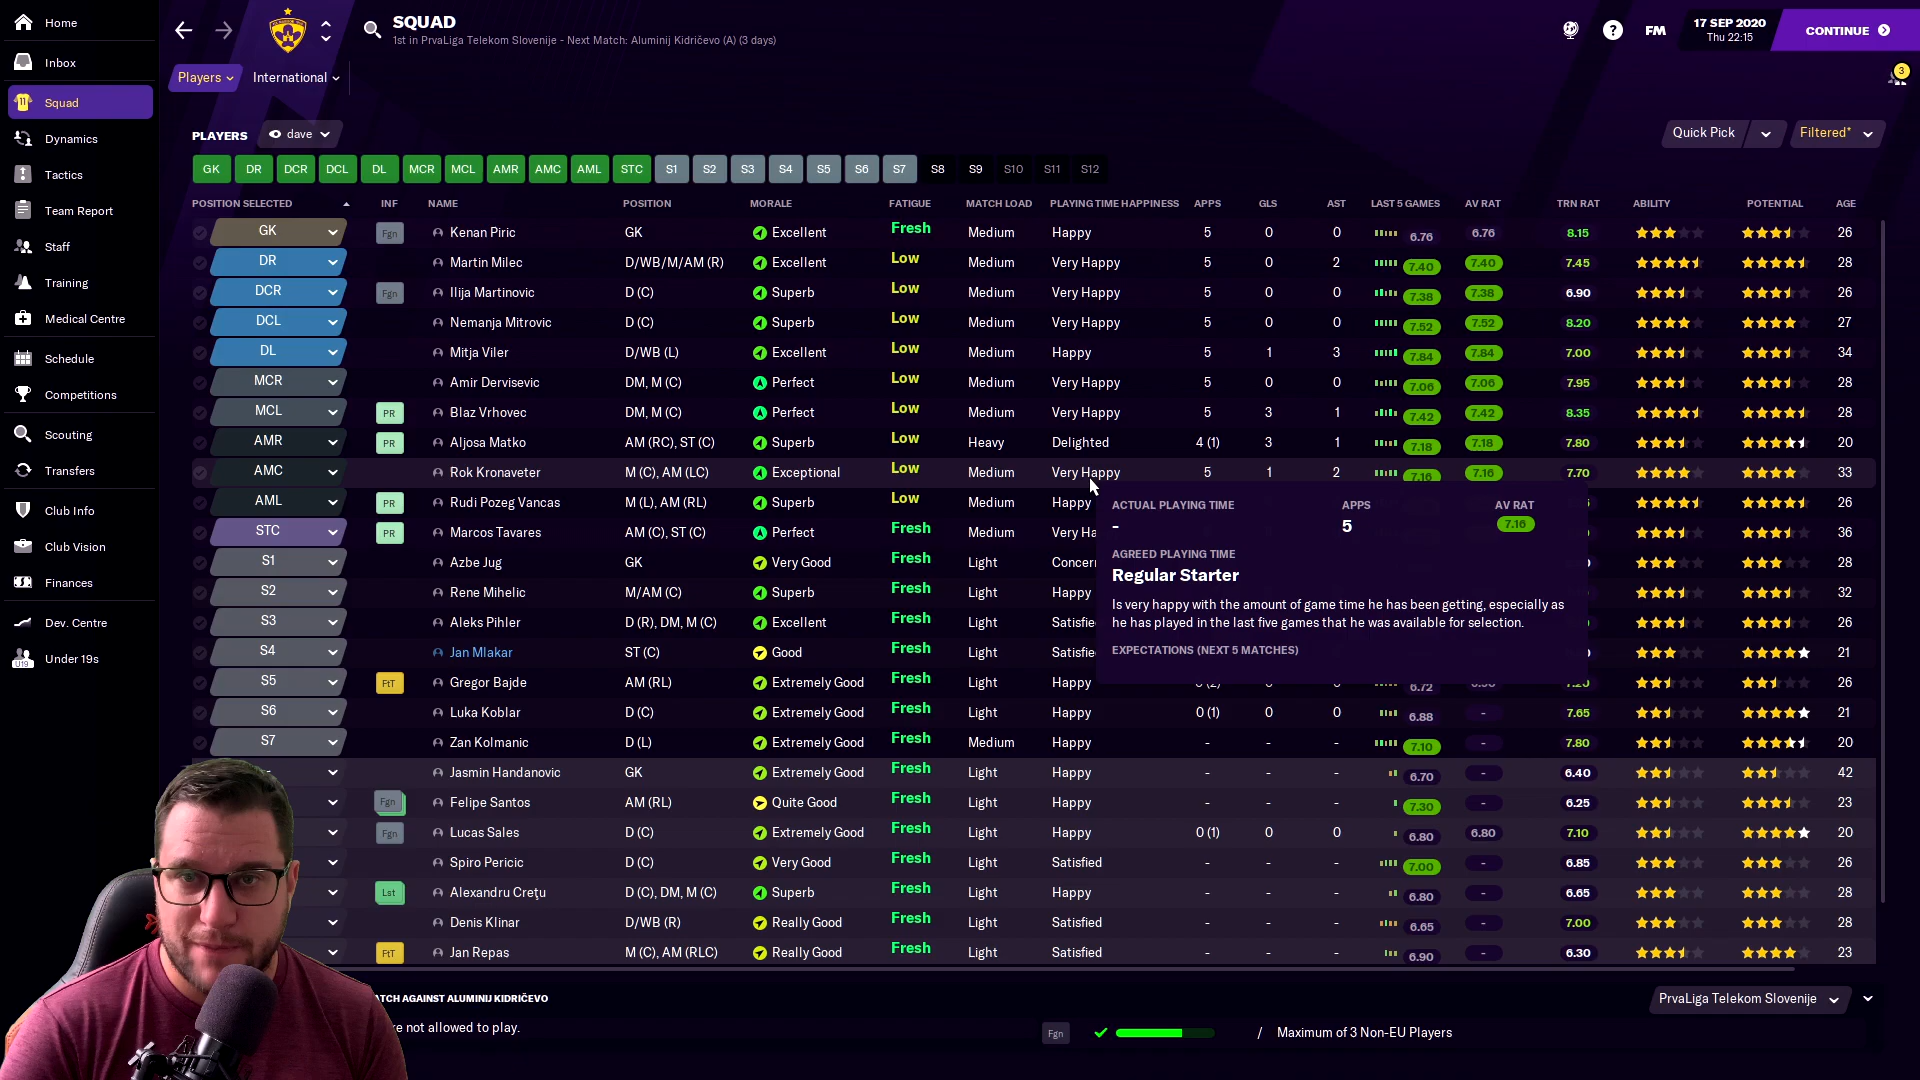 Home
Inbox
Squad
Dynamics
Tactics
Team Report
Staff
Training
Medical Centre
Schedule
Competitions
Scouting
Transfers
Club Info
Club Vision
Finances
Dev. Centre
U19
Under 19s
SQUAD
1st in PrvaLiga Telekom Slovenije - Next Match: Aluminij Kidričevo (A) (3 days)
FM
17 SEP 2020
Thu 22:15
CONTINUE
Players
International
3
PLAYERS
dave
Quick Pick
Filtered*
GK DR DCR DCL DL MCR MCL AMR AMC AML STC S1 S2 S3 S4 S5 S6 S7 S8 S9 S10 S11 S12
POSITION SELECTED INF NAME POSITION MORALE FATIGUE MATCH LOAD PLAYING TIME HAPPINESS APPS GLS AST LAST 5 GAMES AV RAT TRN RAT ABILITY POTENTIAL AGE
GK Fgn Kenan Piric GK Excellent Fresh Medium Happy 5 0 0 6.76 6.76 8.15 26
DR Martin Milec D/WB/M/AM (R) Excellent Low Medium Very Happy 5 0 2 7.40 7.40 7.45 28
DCR Fgn Ilija Martinovic D (C) Superb Low Medium Very Happy 5 0 0 7.38 7.38 6.90 26
DCL Nemanja Mitrovic D (C) Superb Low Medium Very Happy 5 0 0 7.52 7.52 8.20 27
DL Mitja Viler D/WB (L) Excellent Low Medium Happy 5 1 3 7.84 7.84 7.00 34
MCR Amir Dervisevic DM, M (C) Perfect Low Medium Very Happy 5 0 0 7.06 7.06 7.95 28
MCL PR Blaz Vrhovec DM, M (C) Perfect Low Medium Very Happy 5 3 1 7.42 7.42 8.35 28
AMR PR Aljosa Matko AM (RC), ST (C) Superb Low Heavy Delighted 4 (1) 3 1 7.18 7.18 7.80 20
AMC Rok Kronaveter M (C), AM (LC) Exceptional Low Medium Very Happy 5 1 2 7.16 7.16 7.70 33
AML PR Rudi Pozeg Vancas M (L), AM (RL) Superb Low Medium Happy 26
STC PR Marcos Tavares AM (C), ST (C) Perfect Fresh Medium Very Ha 36
S1 Azbe Jug GK Very Good Fresh Light Concern 28
S2 Rene Mihelic M/AM (C) Superb Fresh Light Happy 32
S3 Aleks Pihler D (R), DM, M (C) Excellent Fresh Light Satisfie 26
S4 Jan Mlakar ST (C) Good Fresh Light Satisfie 21
S5 FtT Gregor Bajde AM (RL) Extremely Good Fresh Light Happy 6.72 26
S6 Luka Koblar D (C) Extremely Good Fresh Light Happy 0 (1) 0 0 6.88 - 7.65 21
S7 Zan Kolmanic D (L) Extremely Good Fresh Medium Happy - - - 7.10 - 7.80 20
Jasmin Handanovic GK Extremely Good Fresh Light Happy - - - 6.70 - 6.40 42
Fgn Felipe Santos AM (RL) Quite Good Fresh Light Happy - - - 7.30 - 6.25 23
Fgn Lucas Sales D (C) Extremely Good Fresh Light Happy 0 (1) 0 0 6.80 6.80 7.10 20
Spiro Pericic D (C) Very Good Fresh Light Satisfied - - - 7.00 - 6.85 26
Lst Alexandru Crețu D (C), DM, M (C) Superb Fresh Light Happy - - - 6.80 - 6.65 28
Denis Klinar D/WB (R) Really Good Fresh Light Satisfied - - - 6.65 - 7.00 28
FtT Jan Repas M (C), AM (RLC) Really Good Fresh Light Satisfied - - - 6.90 - 6.30 23
ACTUAL PLAYING TIME APPS AV RAT
- 5 7.16
AGREED PLAYING TIME
Regular Starter
Is very happy with the amount of game time he has been getting, especially as
he has played in the last five games that he was available for selection.
EXPECTATIONS (NEXT 5 MATCHES)
TCH AGAINST ALUMINIJ KIDRIČEVO
PrvaLiga Telekom Slovenije
re not allowed to play.
Fgn / Maximum of 3 Non-EU Players